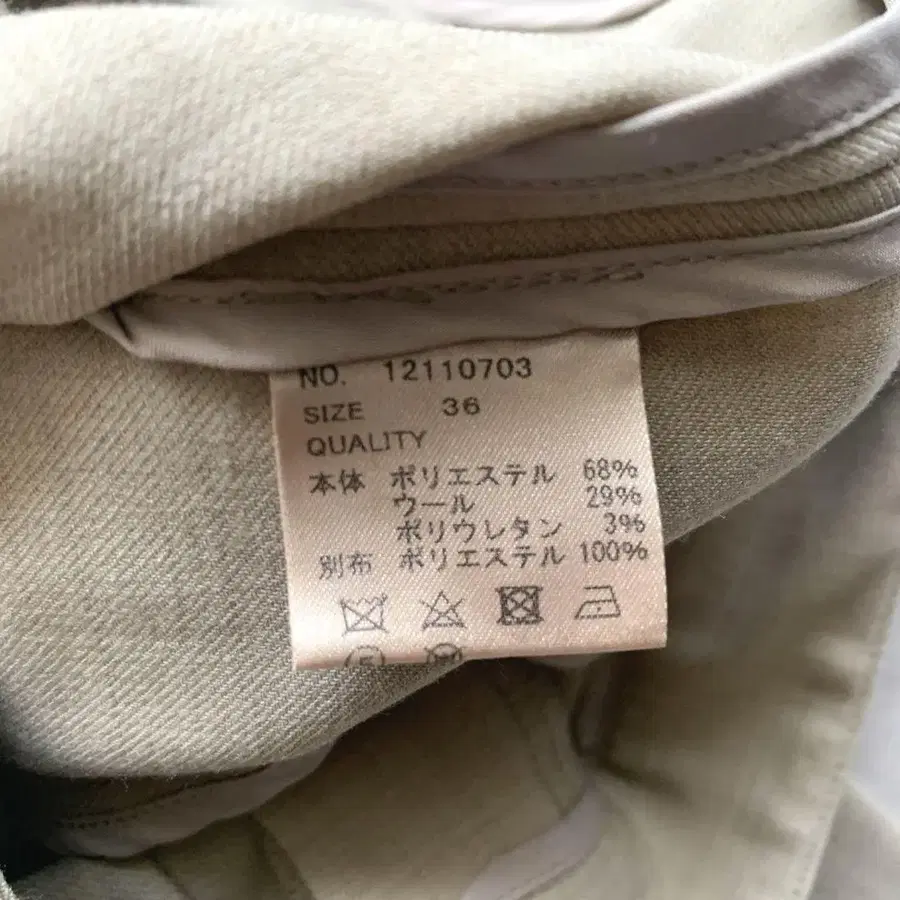 NO. 12110703
SIZE 36
QUALITY
本体 ポリエステル 68%
ウール 29%
ポリウレタン 3%
別布 ポリエステル 100%